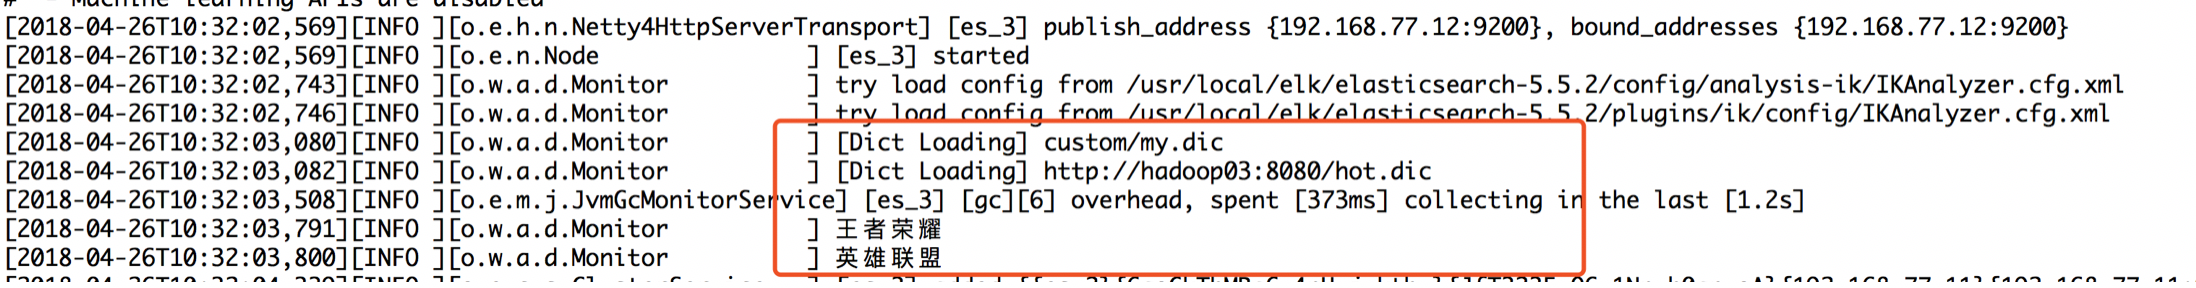 # - Machine learning APIs are disabled
[2018-04-26T10:32:02,569][INFO ][o.e.h.n.Netty4HttpServerTransport] [es_3] publish_address {192.168.77.12:9200}, bound_addresses {192.168.77.12:9200}
[2018-04-26T10:32:02,569][INFO ][o.e.n.Node               ] [es_3] started
[2018-04-26T10:32:02,743][INFO ][o.w.a.d.Monitor          ] try load config from /usr/local/elk/elasticsearch-5.5.2/config/analysis-ik/IKAnalyzer.cfg.xml
[2018-04-26T10:32:02,746][INFO ][o.w.a.d.Monitor          ] try load config from /usr/local/elk/elasticsearch-5.5.2/plugins/ik/config/IKAnalyzer.cfg.xml
[2018-04-26T10:32:03,080][INFO ][o.w.a.d.Monitor          ] [Dict Loading] custom/my.dic
[2018-04-26T10:32:03,082][INFO ][o.w.a.d.Monitor          ] [Dict Loading] http://hadoop03:8080/hot.dic
[2018-04-26T10:32:03,508][INFO ][o.e.m.j.JvmGcMonitorService] [es_3] [gc][6] overhead, spent [373ms] collecting in the last [1.2s]
[2018-04-26T10:32:03,791][INFO ][o.w.a.d.Monitor          ] 王者荣耀
[2018-04-26T10:32:03,800][INFO ][o.w.a.d.Monitor          ] 英雄联盟